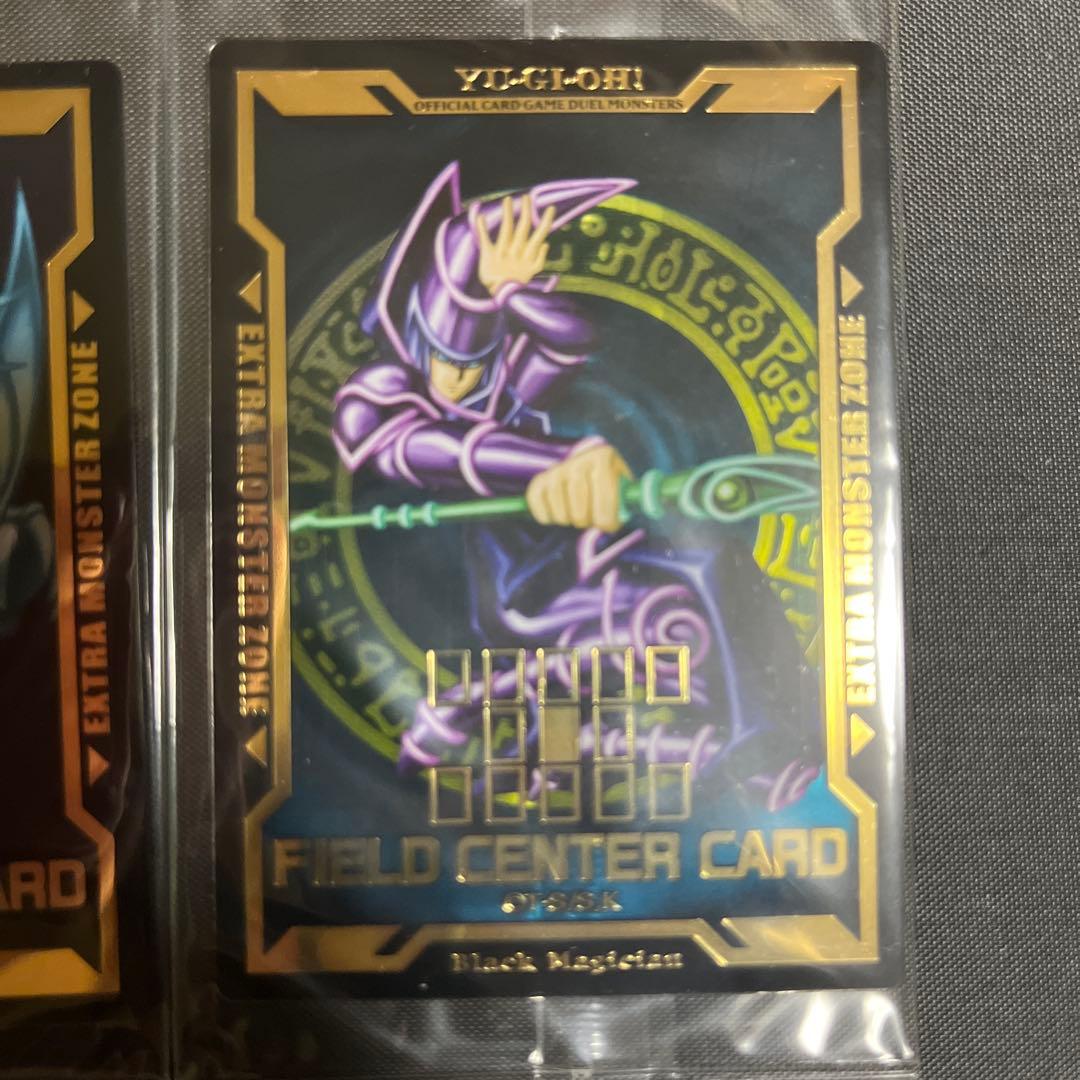 YU-GI-OH!
OFFICIAL CARD GAME DUEL MONSTERS
EXTRA MONSTER ZONE
EXTRA MONSTER ZONE
EXTRA MONSTER ZONE
FIELD CENTER CARD
ARD
©T-S/S,K
Black Magician